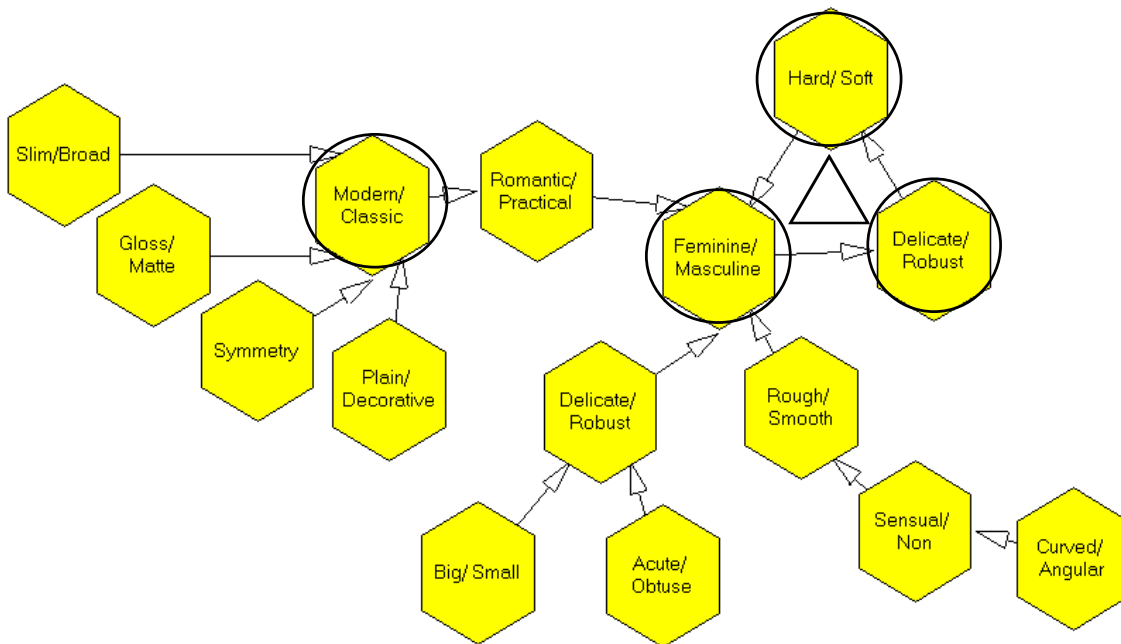 Hard/ Soft
Slim/Broad
Modern/
Classic
Romantic/
Practical
Gloss/
Matte
Feminine/
Masculine
Delicate/
Robust
Symmetry
Plain/
Decorative
Delicate/
Robust
Rough/
Smooth
Sensual/
Non
Big/ Small
Acute/
Obtuse
Curved/
Angular